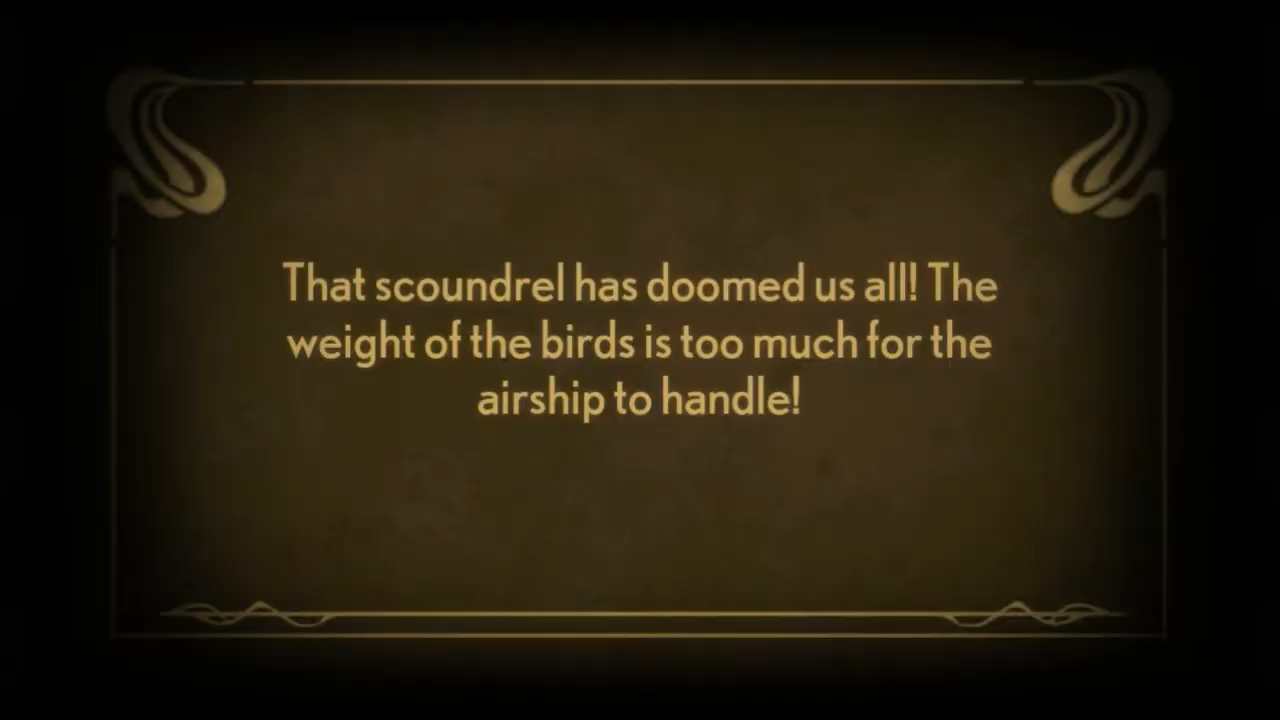 That scoundrel has doomed us all! The
weight of the birds is too much for the
airship to handle!